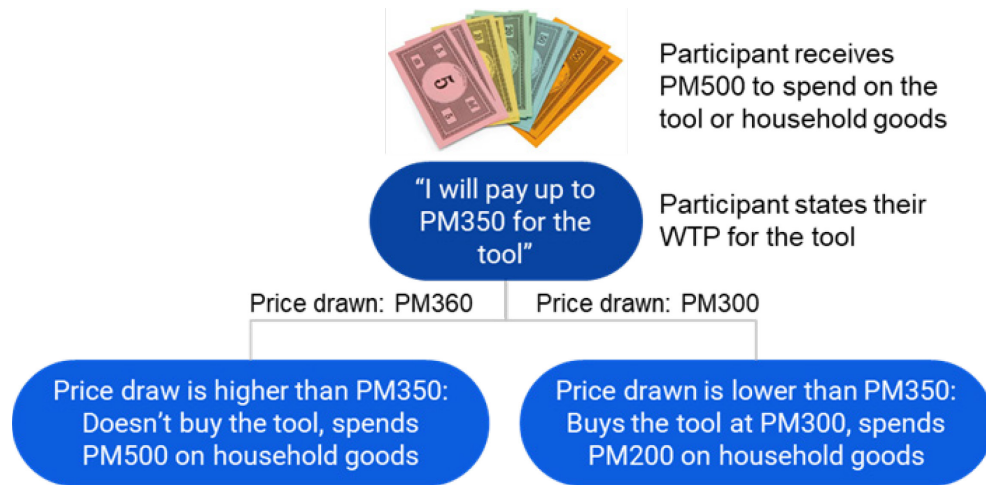 Participant receives
PM500 to spend on the
tool or household goods
5
“I will pay up to
PM350 for the
tool”
Participant states their
WTP for the tool
Price drawn: PM360
Price drawn: PM300
Price draw is higher than PM350:
Doesn’t buy the tool, spends
PM500 on household goods
Price drawn is lower than PM350:
Buys the tool at PM300, spends
PM200 on household goods